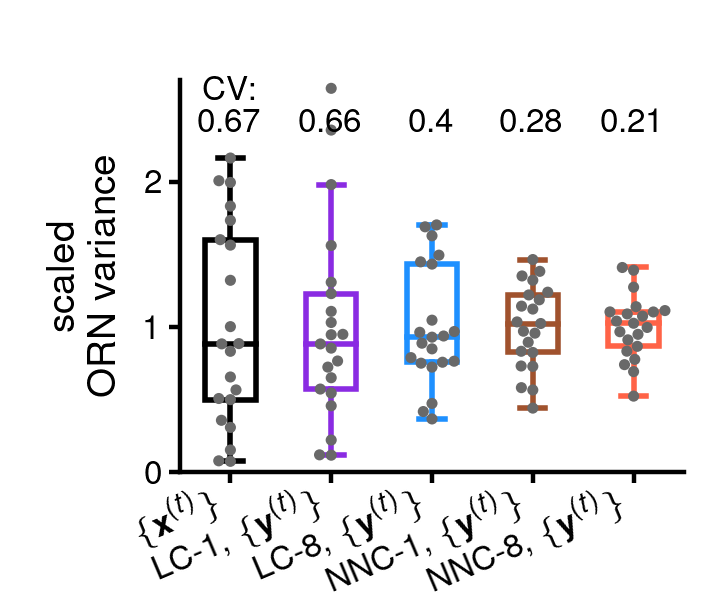 CV:
0.67 0.66 0.4 0.28 0.21
scaled
ORN variance
2
1
0
{𝐱⁽ᵗ⁾}
LC-1, {𝐲⁽ᵗ⁾}
LC-8, {𝐲⁽ᵗ⁾}
NNC-1, {𝐲⁽ᵗ⁾}
NNC-8, {𝐲⁽ᵗ⁾}